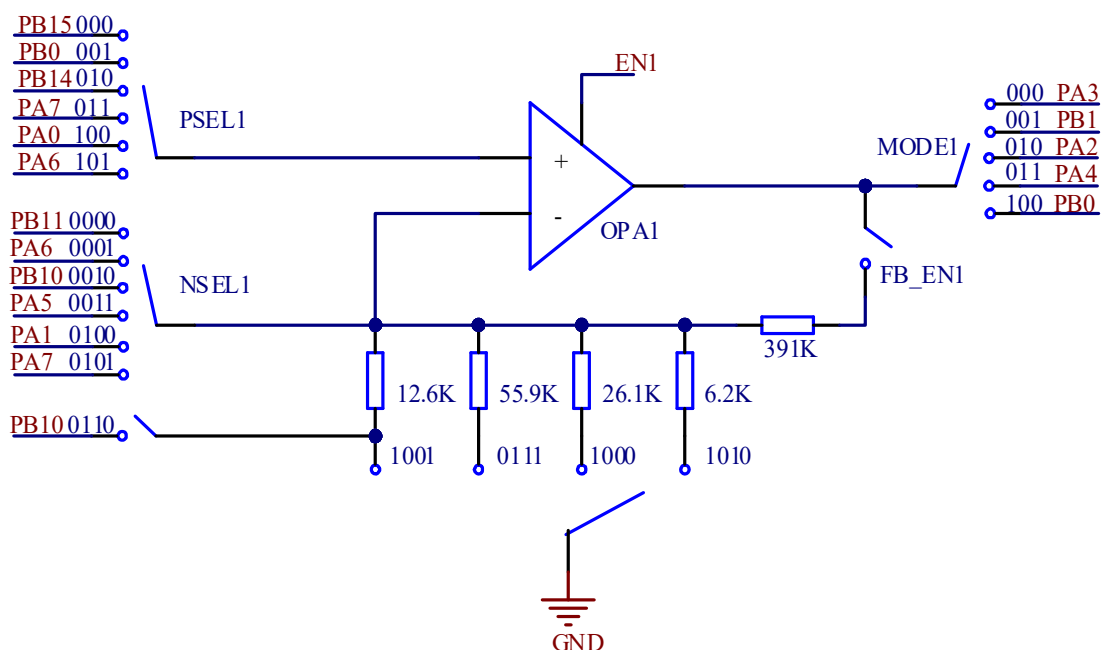 PB15 000
PB0 001
PB14 010
PA7 011
PA0 100
PA6 101
PSEL1
EN1
+
-
OPA1
MODE1
000 PA3
001 PB1
010 PA2
011 PA4
100 PB0
FB_EN1
PB11 0000
PA6 0001
PB10 0010
PA5 0011
PA1 0100
PA7 0101
NSEL1
PB10 0110
391K
12.6K 55.9K 26.1K 6.2K
1001 0111 1000 1010
GND